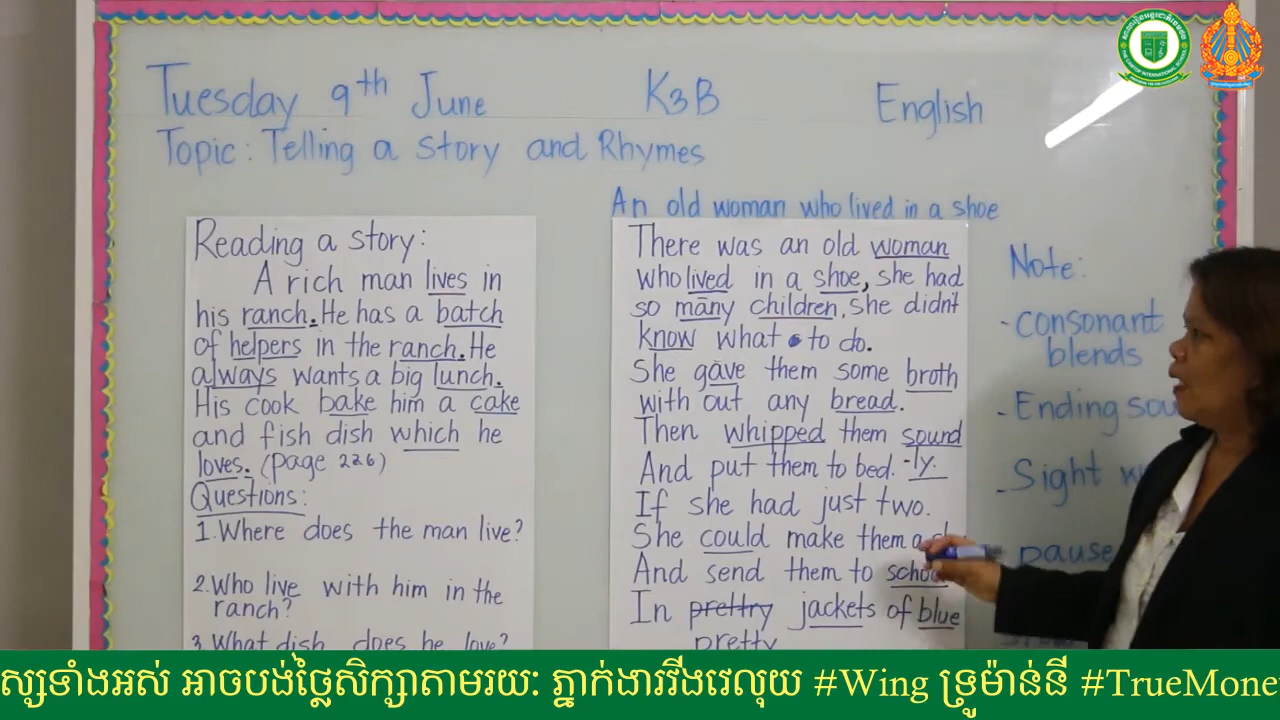 Tuesday 9th June K3B English
Topic: Telling a story and Rhymes
An old woman who lived in a shoe
Reading a story:
A rich man lives in
his ranch. He has a batch
of helpers in the ranch. He
always wants a big lunch.
His cook bake him a cake
and fish dish which he
loves. (page 226)
Questions:
1. Where does the man live?
2. Who live with him in the
ranch?
3. What dish does he love?
There was an old woman
who lived in a shoe, she had
so many children, she didn't
know what to do.
She gave them some broth
with out any bread.
Then whipped them sound
And put them to bed. -ly.
If she had just two.
She could make them
And send them to school
In prettry jackets of blue
pretty
Note:
- consonant
blends
- Ending
- Sight
pause
ស្សទាំងអស់ អាចបង់ថ្លៃសិក្សាតាមរយៈ ភ្នាក់ងារវីងវេលុយ #Wing ទ្រូម៉ាន់នី #TrueMone